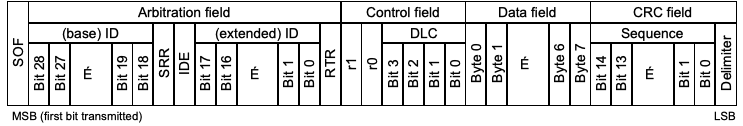 Arbitration field Control field Data field CRC field
(base) ID (extended) ID DLC Sequence
SOF Bit 28 Bit 27 É Bit 19 Bit 18 SRR IDE Bit 17 Bit 16 É Bit 1 Bit 0 RTR r1 r0 Bit 3 Bit 2 Bit 1 Bit 0 Byte 0 Byte 1 É Byte 6 Byte 7 Bit 14 Bit 13 É Bit 1 Bit 0 Delimiter
MSB (first bit transmitted) LSB